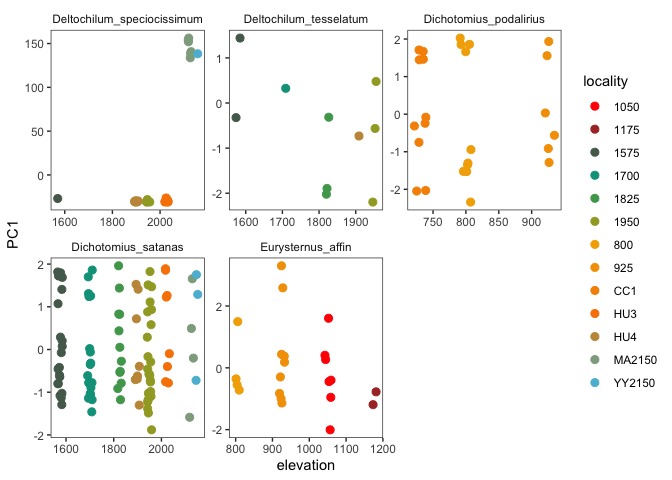 Deltochilum_speciocissimum Deltochilum_tesselatum Dichotomius_podalirius
150
100
50
0
1600 1800 2000
1
0
-1
-2
1600 1700 1800 1900
2
1
0
-1
-2
750 800 850 900
PC1
Dichotomius_satanas Eurysternus_affin
2
1
0
-1
-2
1600 1800 2000
2
0
-2
800 900 1000 1100 1200
elevation
locality
1050
1175
1575
1700
1825
1950
800
925
CC1
HU3
HU4
MA2150
YY2150